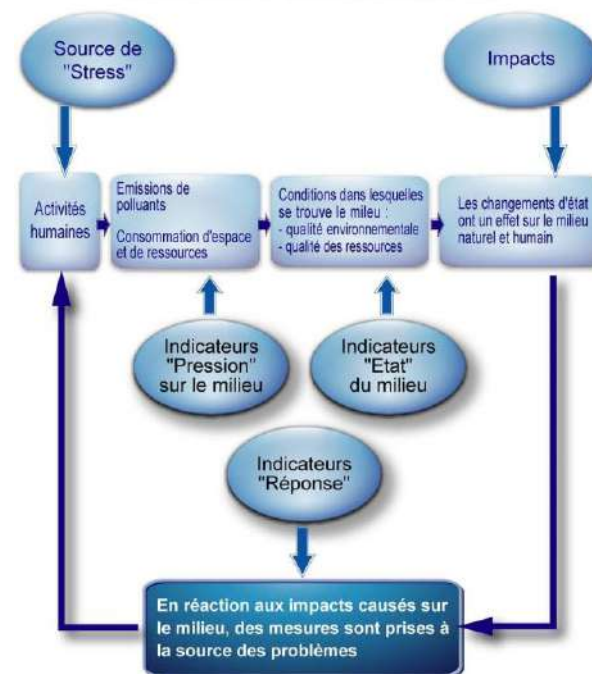 Source de
"Stress"
Impacts
Activités
humaines
Emissions de
polluants
Consommation d'espace
et de ressources
Conditions dans lesquelles
se trouve le mileu :
- qualité environnementale
- qualité des ressources
Les changements d'état
ont un effet sur le milieu
naturel et humain
Indicateurs
"Pression"
sur le milieu
Indicateurs
"Etat"
du milieu
Indicateurs
"Réponse"
En réaction aux impacts causés sur
le milieu, des mesures sont prises à
la source des problèmes